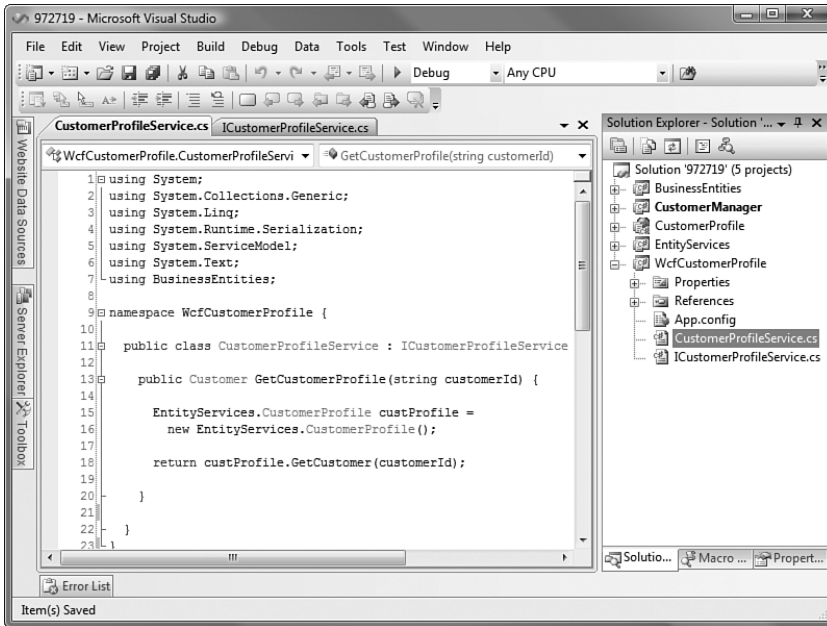 972719 - Microsoft Visual Studio
File Edit View Project Build Debug Data Tools Test Window Help
Debug Any CPU
CustomerProfileService.cs ICustomerProfileService.cs
WcfCustomerProfile.CustomerProfileServi GetCustomerProfile(string customerId)
1 using System;
2 using System.Collections.Generic;
3 using System.Linq;
4 using System.Runtime.Serialization;
5 using System.ServiceModel;
6 using System.Text;
7 using BusinessEntities;
8
9 namespace WcfCustomerProfile {
10
11 public class CustomerProfileService : ICustomerProfileService
12
13 public Customer GetCustomerProfile(string customerId) {
14
15 EntityServices.CustomerProfile custProfile =
16 new EntityServices.CustomerProfile();
17
18 return custProfile.GetCustomer(customerId);
19
20 }
21
22 }
23 }
Website Data Sources
Server Explorer
Toolbox
Solution Explorer - Solution '...
Solution '972719' (5 projects)
BusinessEntities
CustomerManager
CustomerProfile
EntityServices
WcfCustomerProfile
Properties
References
App.config
CustomerProfileService.cs
ICustomerProfileService.cs
Solutio... Macro ... Propert...
Error List
Item(s) Saved